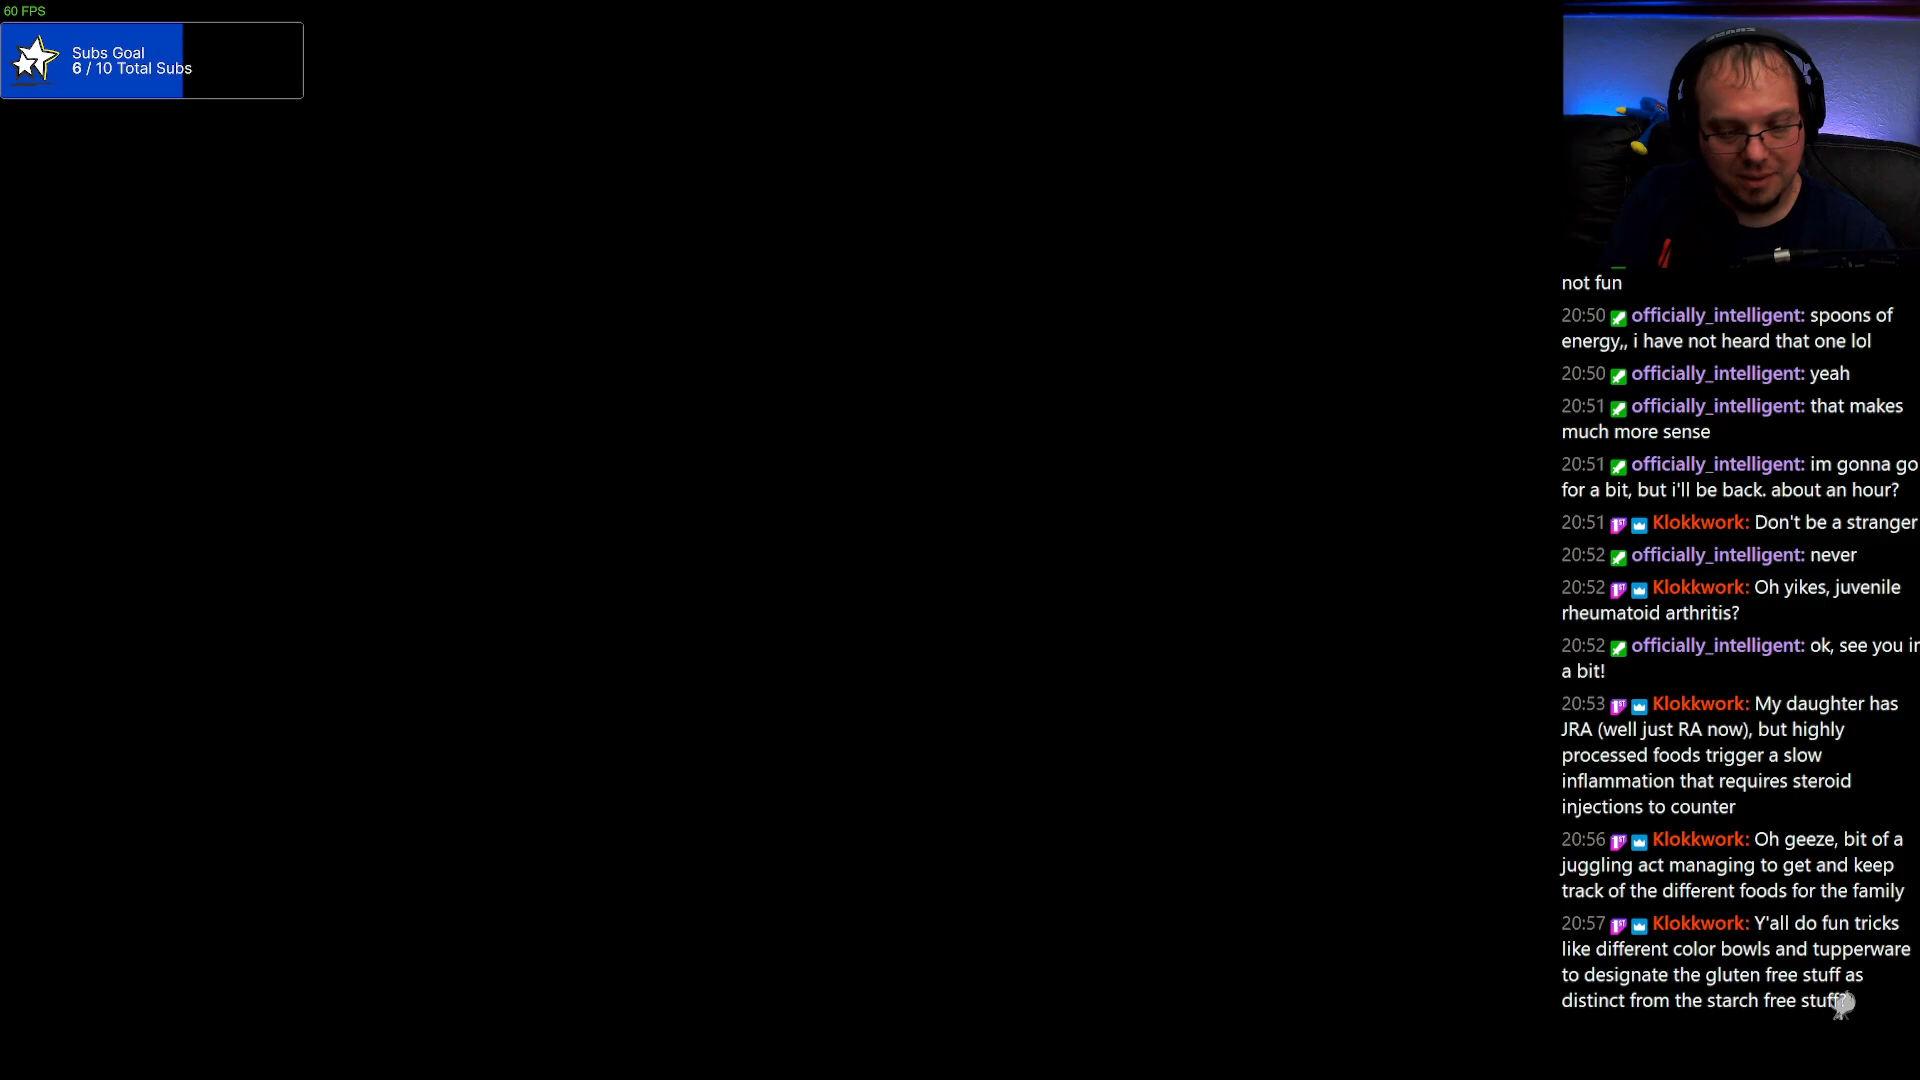 60 FPS
Subs Goal
6 / 10 Total Subs
not fun
20:50 officially_intelligent: spoons of
energy,, i have not heard that one lol
20:50 officially_intelligent: yeah
20:51 officially_intelligent: that makes
much more sense
20:51 officially_intelligent: im gonna go
for a bit, but i'll be back. about an hour?
20:51 Klokkwork: Don't be a stranger
20:52 officially_intelligent: never
20:52 Klokkwork: Oh yikes, juvenile
rheumatoid arthritis?
20:52 officially_intelligent: ok, see you in
a bit!
20:53 Klokkwork: My daughter has
JRA (well just RA now), but highly
processed foods trigger a slow
inflammation that requires steroid
injections to counter
20:56 Klokkwork: Oh geeze, bit of a
juggling act managing to get and keep
track of the different foods for the family
20:57 Klokkwork: Y'all do fun tricks
like different color bowls and tupperware
to designate the gluten free stuff as
distinct from the starch free stuff?